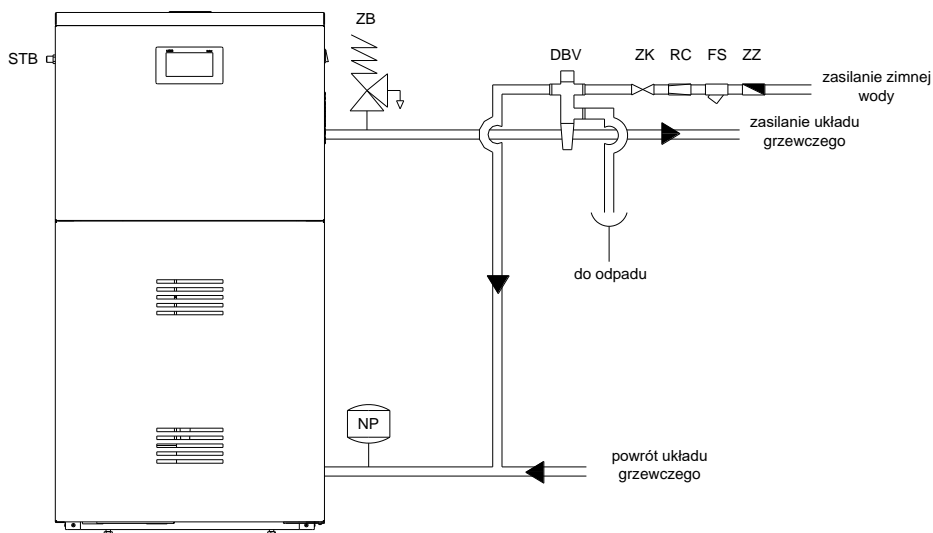 ZB
STB
DBV
ZK
RC
FS
ZZ
zasilanie zimnej
wody
zasilanie układu
grzewczego
do odpadu
NP
powrót układu
grzewczego